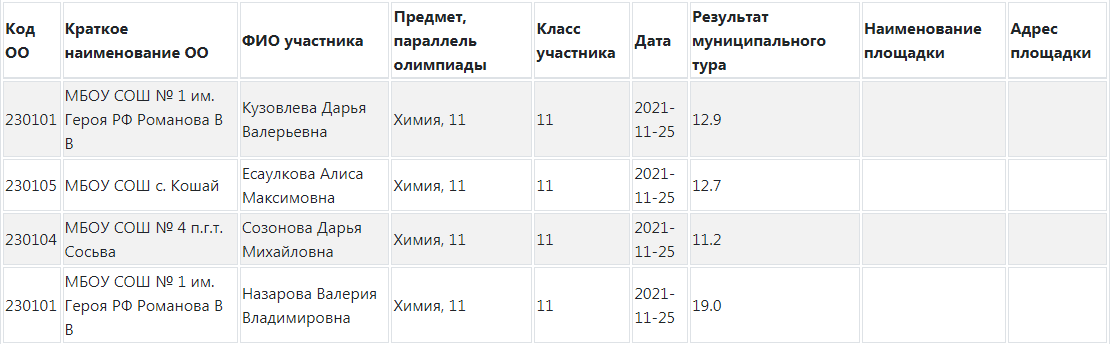 Код ОО
Краткое наименование ОО
ФИО участника
Предмет, параллель олимпиады
Класс участника
Дата
Результат муниципального тура
Наименование площадки
Адрес площадки
230101
МБОУ СОШ № 1 им.
Героя РФ Романова В
В
Кузовлева Дарья
Валерьевна
Химия, 11
11
2021-
11-25
12.9
230105
МБОУ СОШ с. Кошай
Есаулкова Алиса
Максимовна
Химия, 11
11
2021-
11-25
12.7
230104
МБОУ СОШ № 4 п.г.т.
Сосьва
Созонова Дарья
Михайловна
Химия, 11
11
2021-
11-25
11.2
230101
МБОУ СОШ № 1 им.
Героя РФ Романова В
В
Назарова Валерия
Владимировна
Химия, 11
11
2021-
11-25
19.0